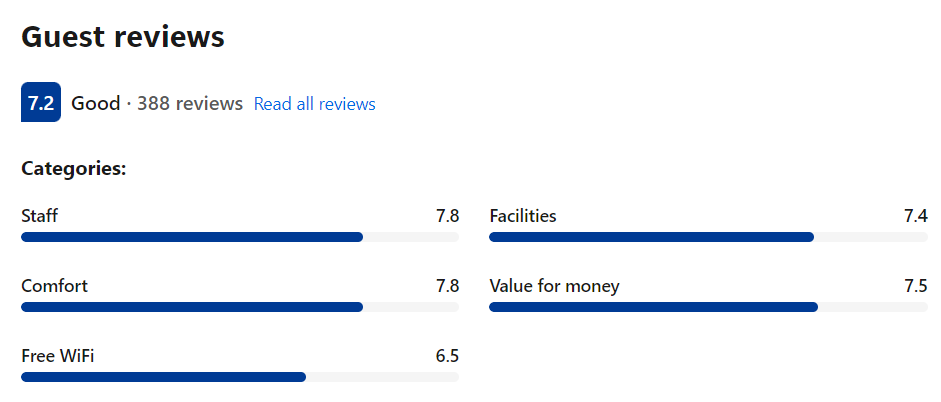 Guest reviews
7.2 Good · 388 reviews Read all reviews
Categories:
Staff 7.8
Facilities 7.4
Comfort 7.8
Value for money 7.5
Free WiFi 6.5